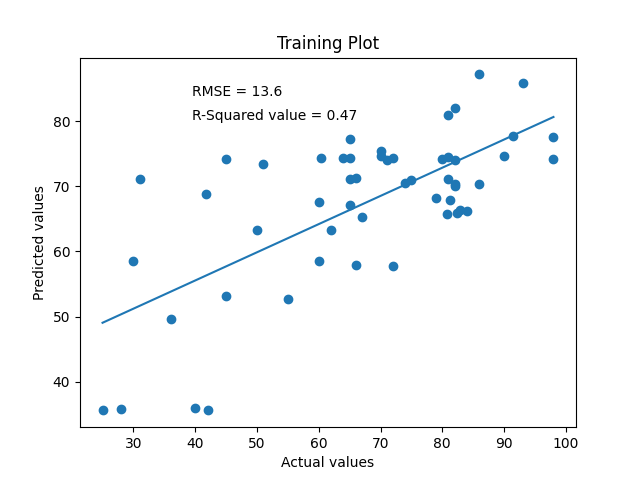 Training Plot
RMSE = 13.6
R-Squared value = 0.47
Predicted values
80
70
60
50
40
30 40 50 60 70 80 90 100
Actual values